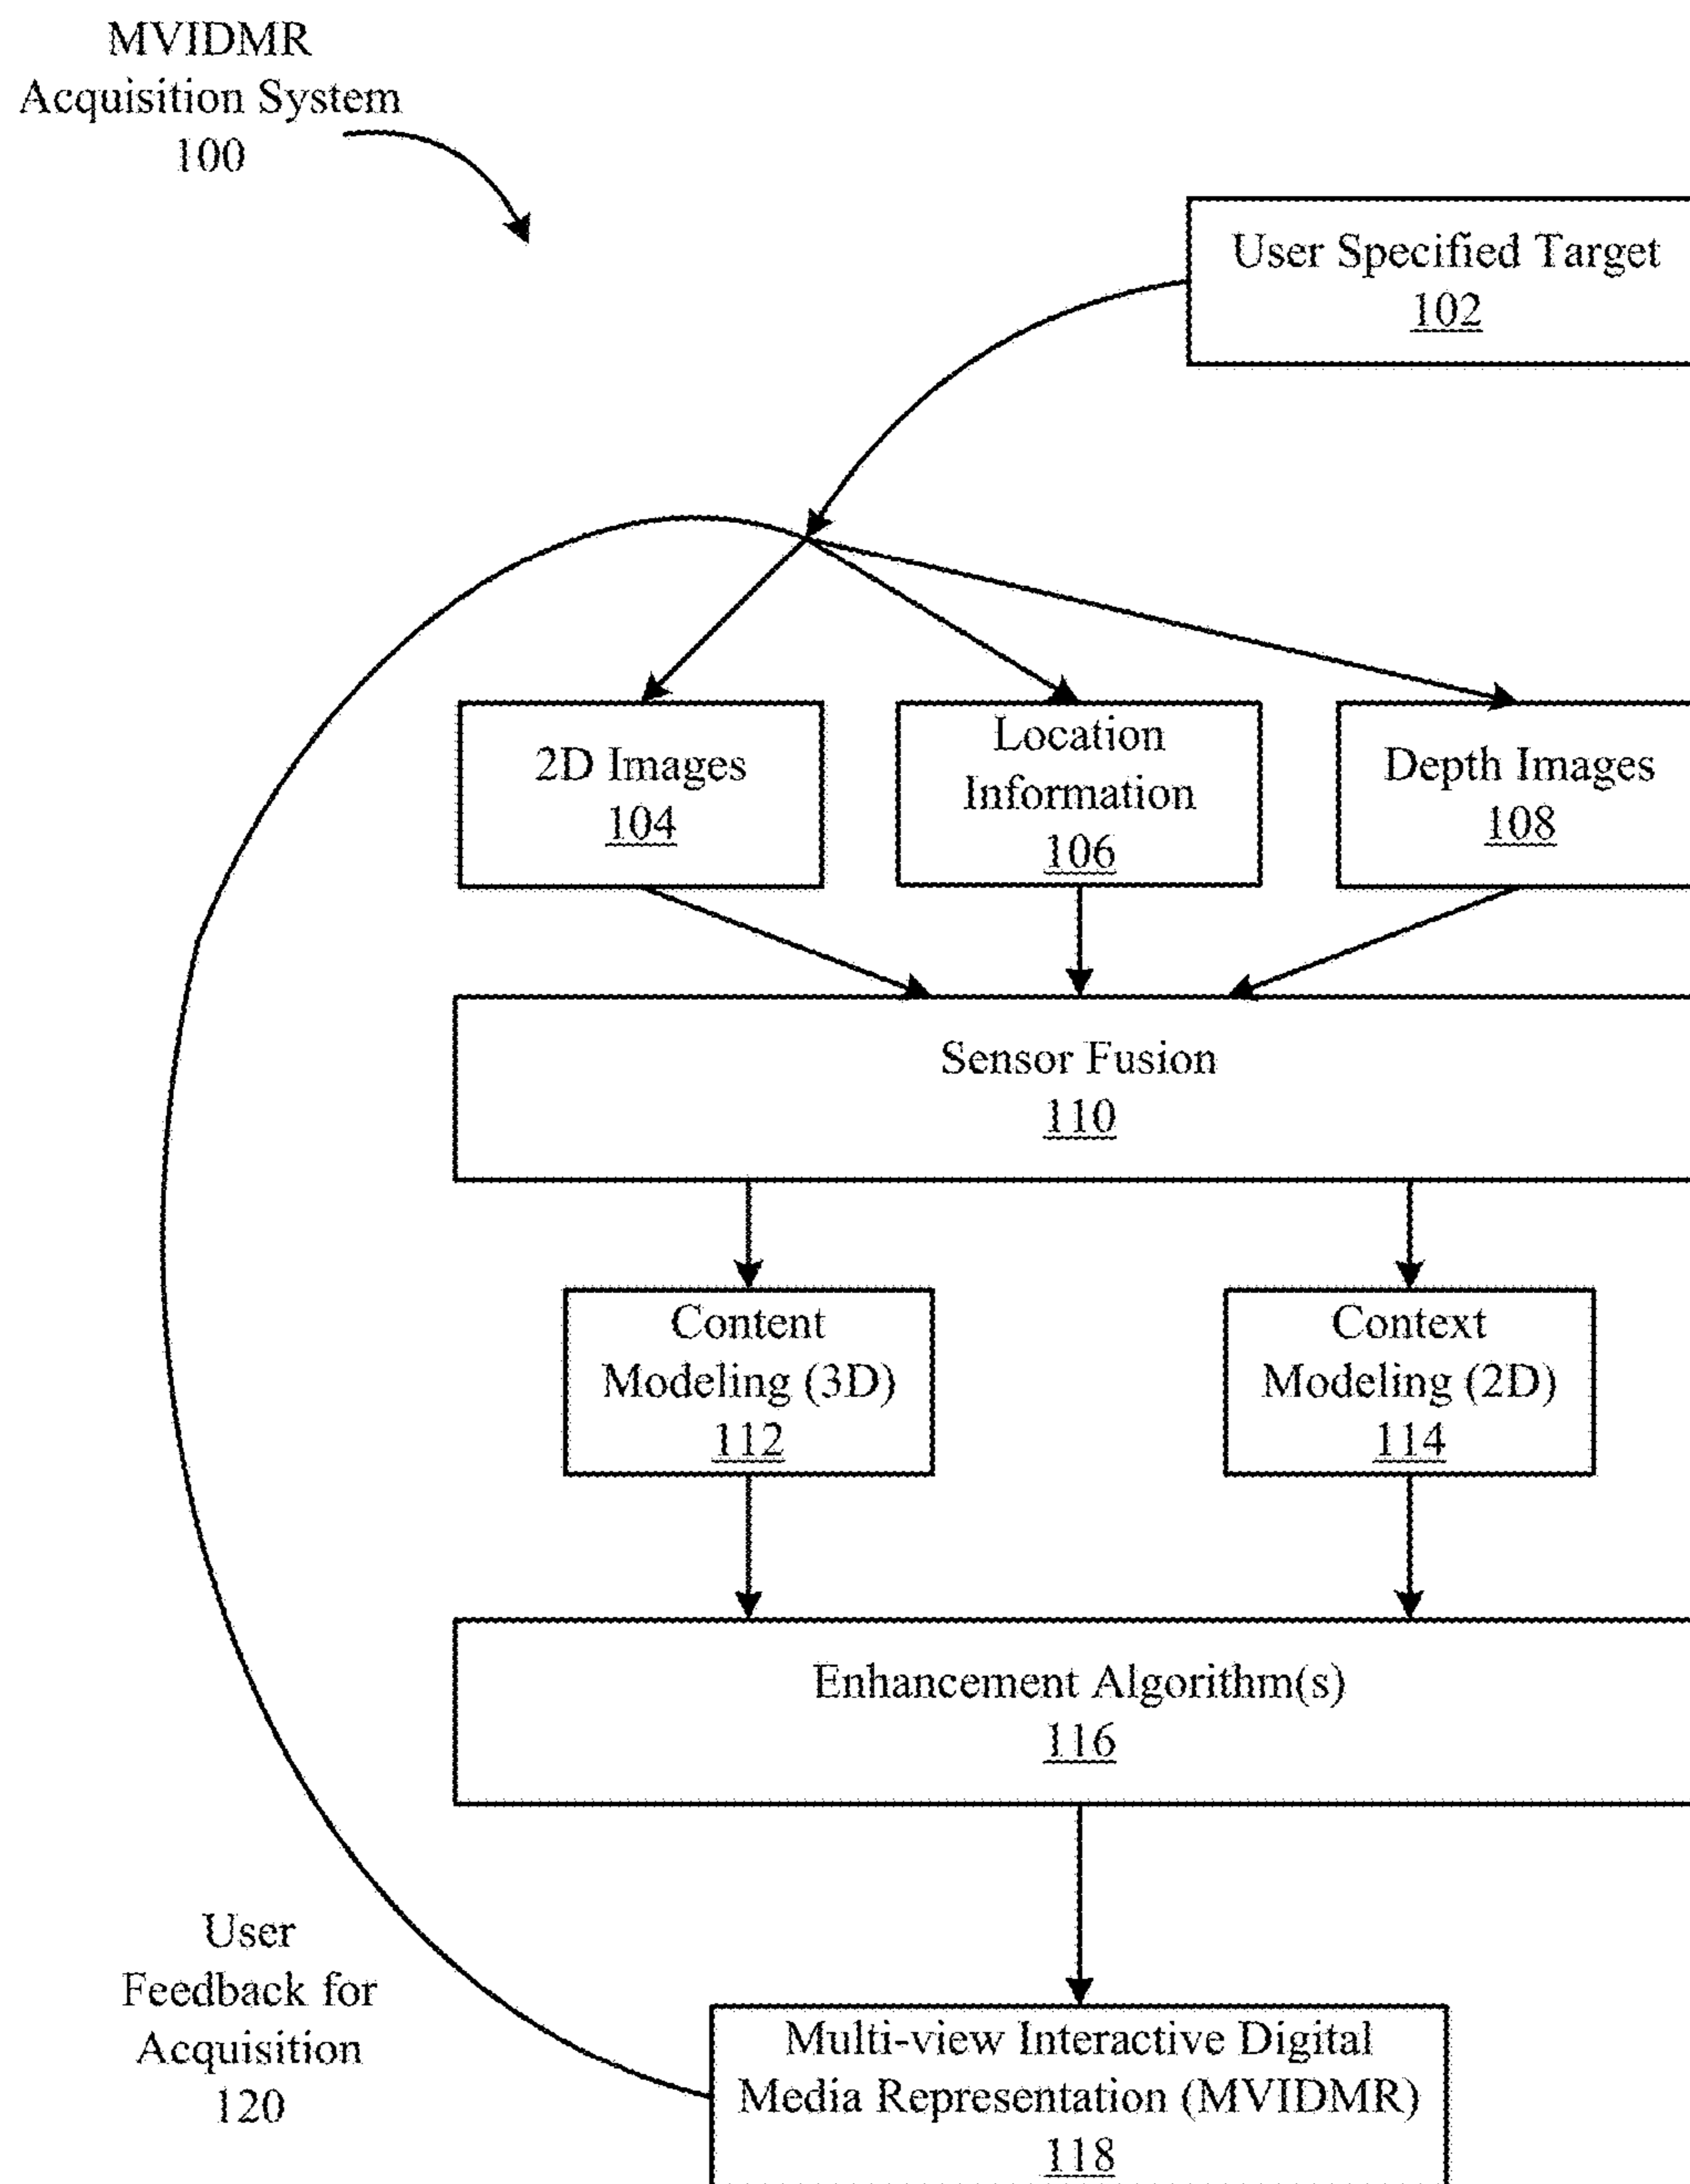 MVIDMR
Acquisition System
100
User Specified Target
102
2D Images
104
Location
Information
106
Depth Images
108
Sensor Fusion
110
Content
Modeling (3D)
112
Context
Modeling (2D)
114
Enhancement Algorithm(s)
116
User
Feedback for
Acquisition
120
Multi-view Interactive Digital
Media Representation (MVIDMR)
118